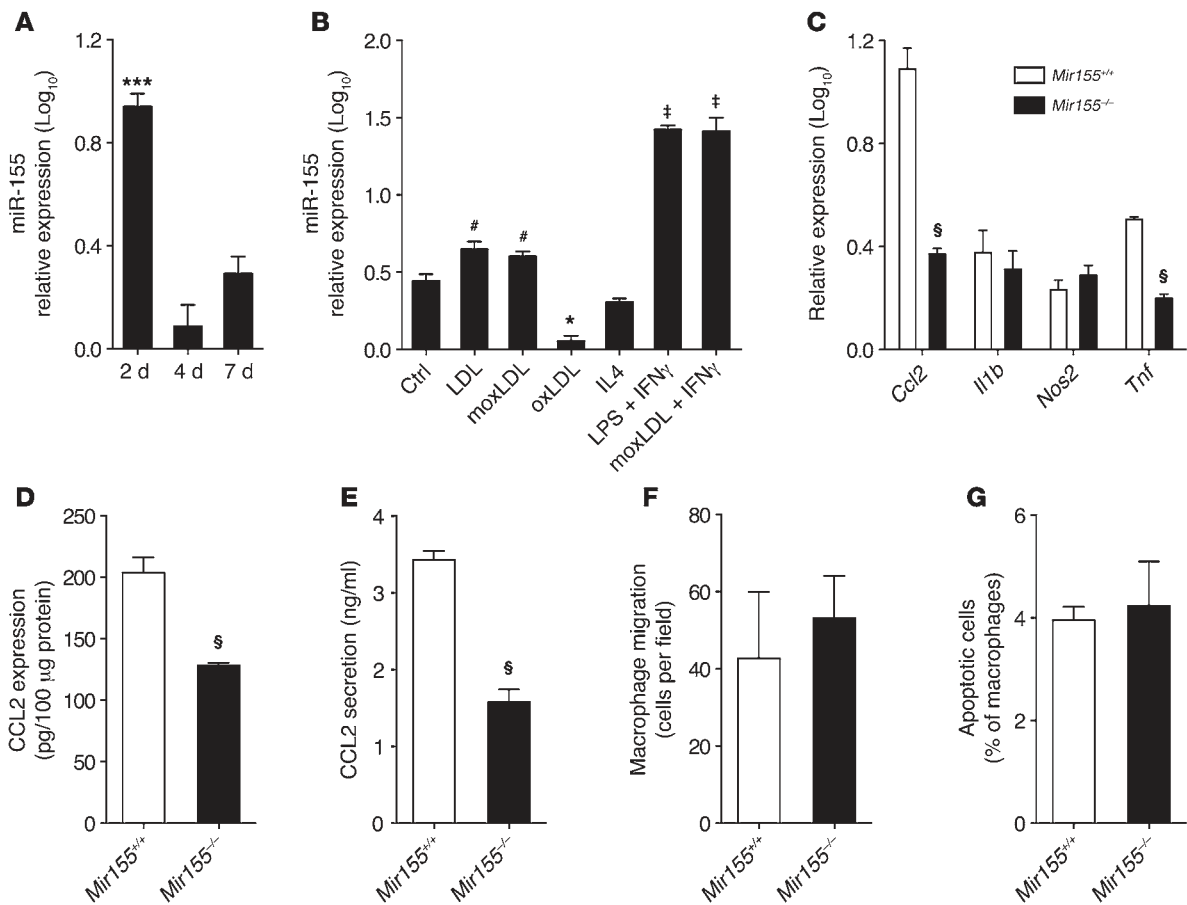 A
miR-155
relative expression (Log₁₀)
1.2
0.8
0.4
0.0
***
2 d 4 d 7 d
B
miR-155
relative expression (Log₁₀)
2.0
1.5
1.0
0.5
0.0
# # * ‡ ‡
Ctrl
LDL
moxLDL
oxLDL
IL4
LPS + IFNγ
moxLDL + IFNγ
C
Relative expression (Log₁₀)
1.2
0.8
0.4
0.0
Mir155⁺/⁺
Mir155⁻/⁻
§ §
Ccl2
Il1b
Nos2
Tnf
D
CCL2 expression
(pg/100 µg protein)
250
200
150
100
50
0
§
Mir155⁺/⁺
Mir155⁻/⁻
E
CCL2 secretion (ng/ml)
4
3
2
1
0
§
Mir155⁺/⁺
Mir155⁻/⁻
F
Macrophage migration
(cells per field)
80
60
40
20
0
Mir155⁺/⁺
Mir155⁻/⁻
G
Apoptotic cells
(% of macrophages)
6
4
2
0
Mir155⁺/⁺
Mir155⁻/⁻